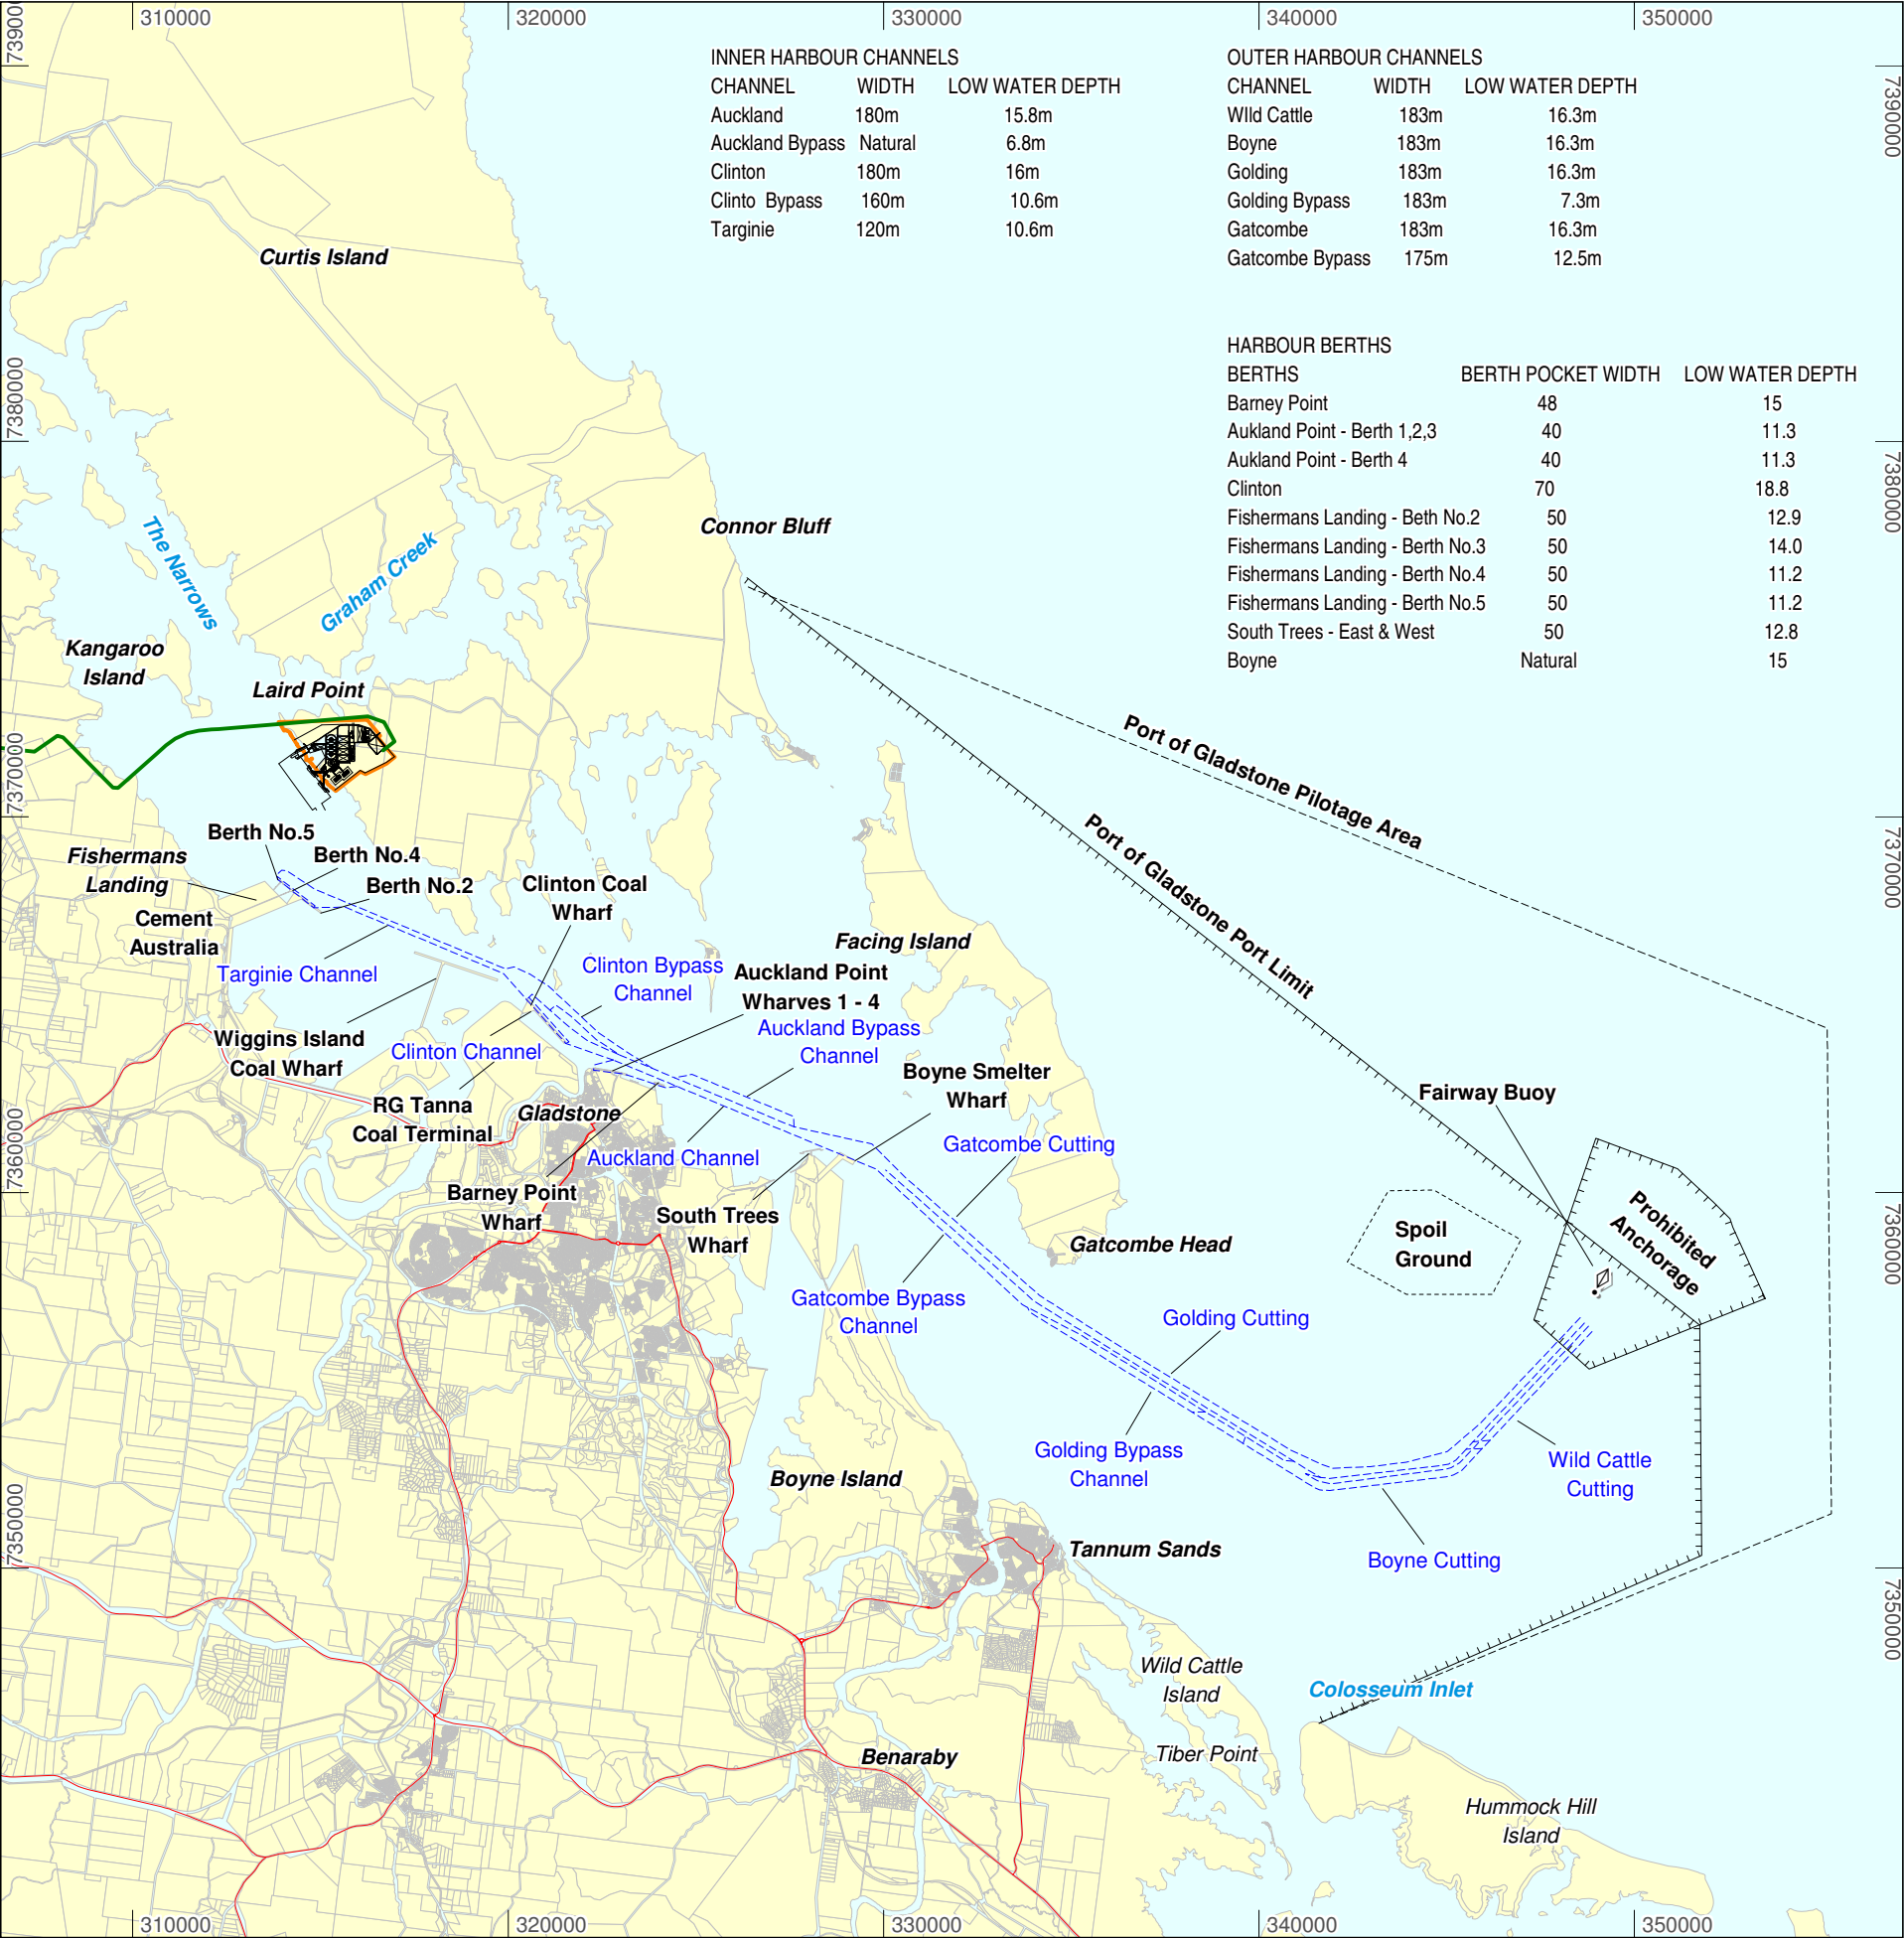 310000
320000
330000
340000
350000
7390000
7390000
INNER HARBOUR CHANNELS
CHANNEL WIDTH LOW WATER DEPTH
Auckland 180m 15.8m
Auckland Bypass Natural 6.8m
Clinton 180m 16m
Clinto Bypass 160m 10.6m
Targinie 120m 10.6m
OUTER HARBOUR CHANNELS
CHANNEL WIDTH LOW WATER DEPTH
WIld Cattle 183m 16.3m
Boyne 183m 16.3m
Golding 183m 16.3m
Golding Bypass 183m 7.3m
Gatcombe 183m 16.3m
Gatcombe Bypass 175m 12.5m
HARBOUR BERTHS
BERTHS BERTH POCKET WIDTH LOW WATER DEPTH
Barney Point 48 15
Aukland Point - Berth 1,2,3 40 11.3
Aukland Point - Berth 4 40 11.3
Clinton 70 18.8
Fishermans Landing - Beth No.2 50 12.9
Fishermans Landing - Berth No.3 50 14.0
Fishermans Landing - Berth No.4 50 11.2
Fishermans Landing - Berth No.5 50 11.2
South Trees - East & West 50 12.8
Boyne Natural 15
Curtis Island
7380000
7380000
Connor Bluff
The Narrows
Graham Creek
Kangaroo
Island
Laird Point
7370000
7370000
Port of Gladstone Pilotage Area
Port of Gladstone Port Limit
Berth No.5
Berth No.4
Berth No.2
Fishermans
Landing
Cement
Australia
Targinie Channel
Clinton Coal
Wharf
Clinton Bypass
Channel
Facing Island
Auckland Point
Wharves 1 - 4
Auckland Bypass
Channel
Wiggins Island
Coal Wharf
Clinton Channel
Boyne Smelter
Wharf
RG Tanna
Coal Terminal
Gladstone
Auckland Channel
Gatcombe Cutting
Fairway Buoy
7360000
7360000
Barney Point
Wharf
South Trees
Wharf
Gatcombe Head
Spoil
Ground
Prohibited
Anchorage
Gatcombe Bypass
Channel
Golding Cutting
Golding Bypass
Channel
Wild Cattle
Cutting
Boyne Island
Boyne Cutting
Tannum Sands
7350000
7350000
Wild Cattle
Island
Colosseum Inlet
Tiber Point
Benaraby
Hummock Hill
Island
310000
320000
330000
340000
350000